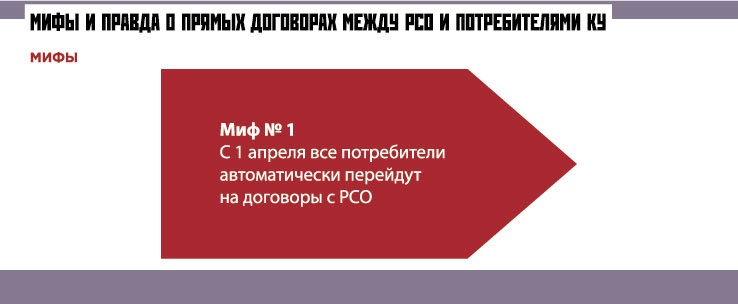 МИФЫ И ПРАВДА О ПРЯМЫХ ДОГОВОРАХ МЕЖДУ РСО И ПОТРЕБИТЕЛЯМИ КУ
МИФЫ
Миф № 1
С 1 апреля все потребители
автоматически перейдут
на договоры с РСО